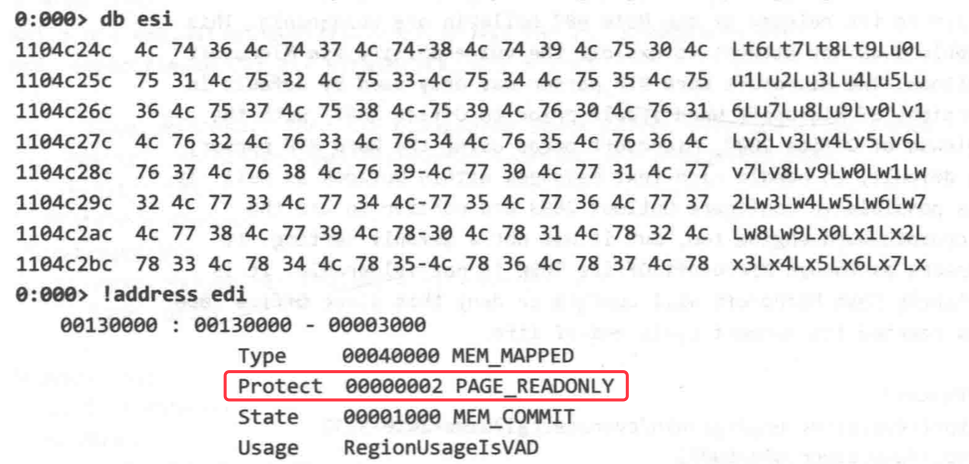 0:000> db esi
1104c24c  4c 74 36 4c 74 37 4c 74-38 4c 74 39 4c 75 30 4c  Lt6Lt7Lt8Lt9Lu0L
1104c25c  75 31 4c 75 32 4c 75 33-4c 75 34 4c 75 35 4c 75  u1Lu2Lu3Lu4Lu5Lu
1104c26c  36 4c 75 37 4c 75 38 4c-75 39 4c 76 30 4c 76 31  6Lu7Lu8Lu9Lv0Lv1
1104c27c  4c 76 32 4c 76 33 4c 76-34 4c 76 35 4c 76 36 4c  Lv2Lv3Lv4Lv5Lv6L
1104c28c  76 37 4c 76 38 4c 76 39-4c 77 30 4c 77 31 4c 77  v7Lv8Lv9Lw0Lw1Lw
1104c29c  32 4c 77 33 4c 77 34 4c-77 35 4c 77 36 4c 77 37  2Lw3Lw4Lw5Lw6Lw7
1104c2ac  4c 77 38 4c 77 39 4c 78-30 4c 78 31 4c 78 32 4c  Lw8Lw9Lx0Lx1Lx2L
1104c2bc  78 33 4c 78 34 4c 78 35-4c 78 36 4c 78 37 4c 78  x3Lx4Lx5Lx6Lx7Lx
0:000> !address edi
00130000 : 00130000 - 00003000
Type     00040000 MEM_MAPPED
Protect  00000002 PAGE_READONLY
State    00001000 MEM_COMMIT
Usage    RegionUsageIsVAD